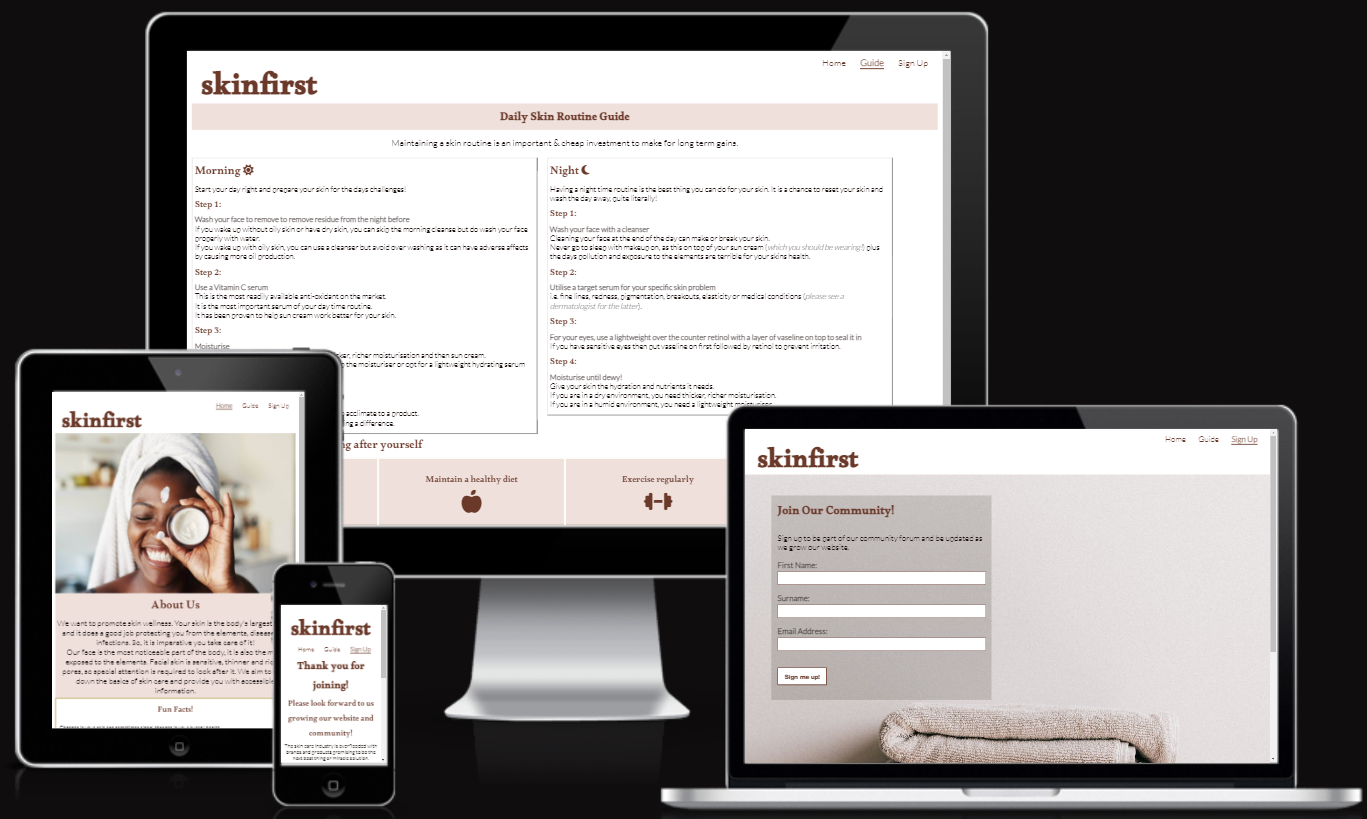 Home Guide Sign Up
skinfirst
Daily Skin Routine Guide
Maintaining a skin routine is an important & cheap investment to make for long term gains.
Morning
Start your day right and prepare your skin for the days challenges!
Step 1:
Wash your face to remove to remove residue from the night before
If you wake up without oily skin or have dry skin, you can skip the morning cleanse but do wash your face
properly with water.
If you wake up with oily skin, you can use a cleanser but avoid over washing as it can have adverse affects
by causing more oil production.
Step 2:
Use a Vitamin C serum
This is the most readily available anti-oxidant on the market.
It is the most important serum of your day time routine.
It has been proven to help sun cream work better for your skin.
Step 3:
Moisturise
richer moisturisation and then sun cream.
the moisturiser or opt for a lightweight hydrating serum
acclimate to a product.
a difference.
Night
Having a night time routine is the best thing you can do for your skin. It is a chance to reset your skin and
wash the day away, quite literally!
Step 1:
Wash your face with a cleanser
Cleaning your face at the end of the day can make or break your skin.
Never go to sleep with makeup on, as this on top of your sun cream (which you should be wearing!) plus
the days pollution and exposure to the elements are terrible for your skins health.
Step 2:
Utilise a target serum for your specific skin problem
i.e. fine lines, redness, pigmentation, breakouts, elasticity or medical conditions (please see a
dermatologist for the latter).
Step 3:
For your eyes, use a lightweight over the counter retinol with a layer of vaseline on top to seal it in
If you have sensitive eyes then put vaseline on first followed by retinol to prevent irritation.
Step 4:
Moisturise until dewy!
Give your skin the hydration and nutrients it needs.
If you are in a dry environment, you need thicker, richer moisturisation.
If you are in a humid environment, you need a lightweight moisturiser
after yourself
Maintain a healthy diet
Exercise regularly
Home Guide Sign Up
skinfirst
About Us
We want to promote skin wellness. Your skin is the body's largest
and it does a good job protecting you from the elements,
infections. So, it is imperative you take care of it!
Our face is the most noticeable part of the body, it is also the
exposed to the elements. Facial skin is sensitive, thinner and
pores, so special attention is required to look after it. We aim to
down the basics of skin care and provide you with accessible
information.
Fun Facts!
skinfirst
Home Guide Sign Up
Thank you for
joining!
Please look forward to us
growing our website and
community!
The skin care industry is overloaded with
brands and products promising to be the
next best thing or miracle solution.
Home Guide Sign Up
skinfirst
Join Our Community!
Sign up to be part of our community forum and be updated as
we grow our website.
First Name:
Surname:
Email Address:
Sign me up!